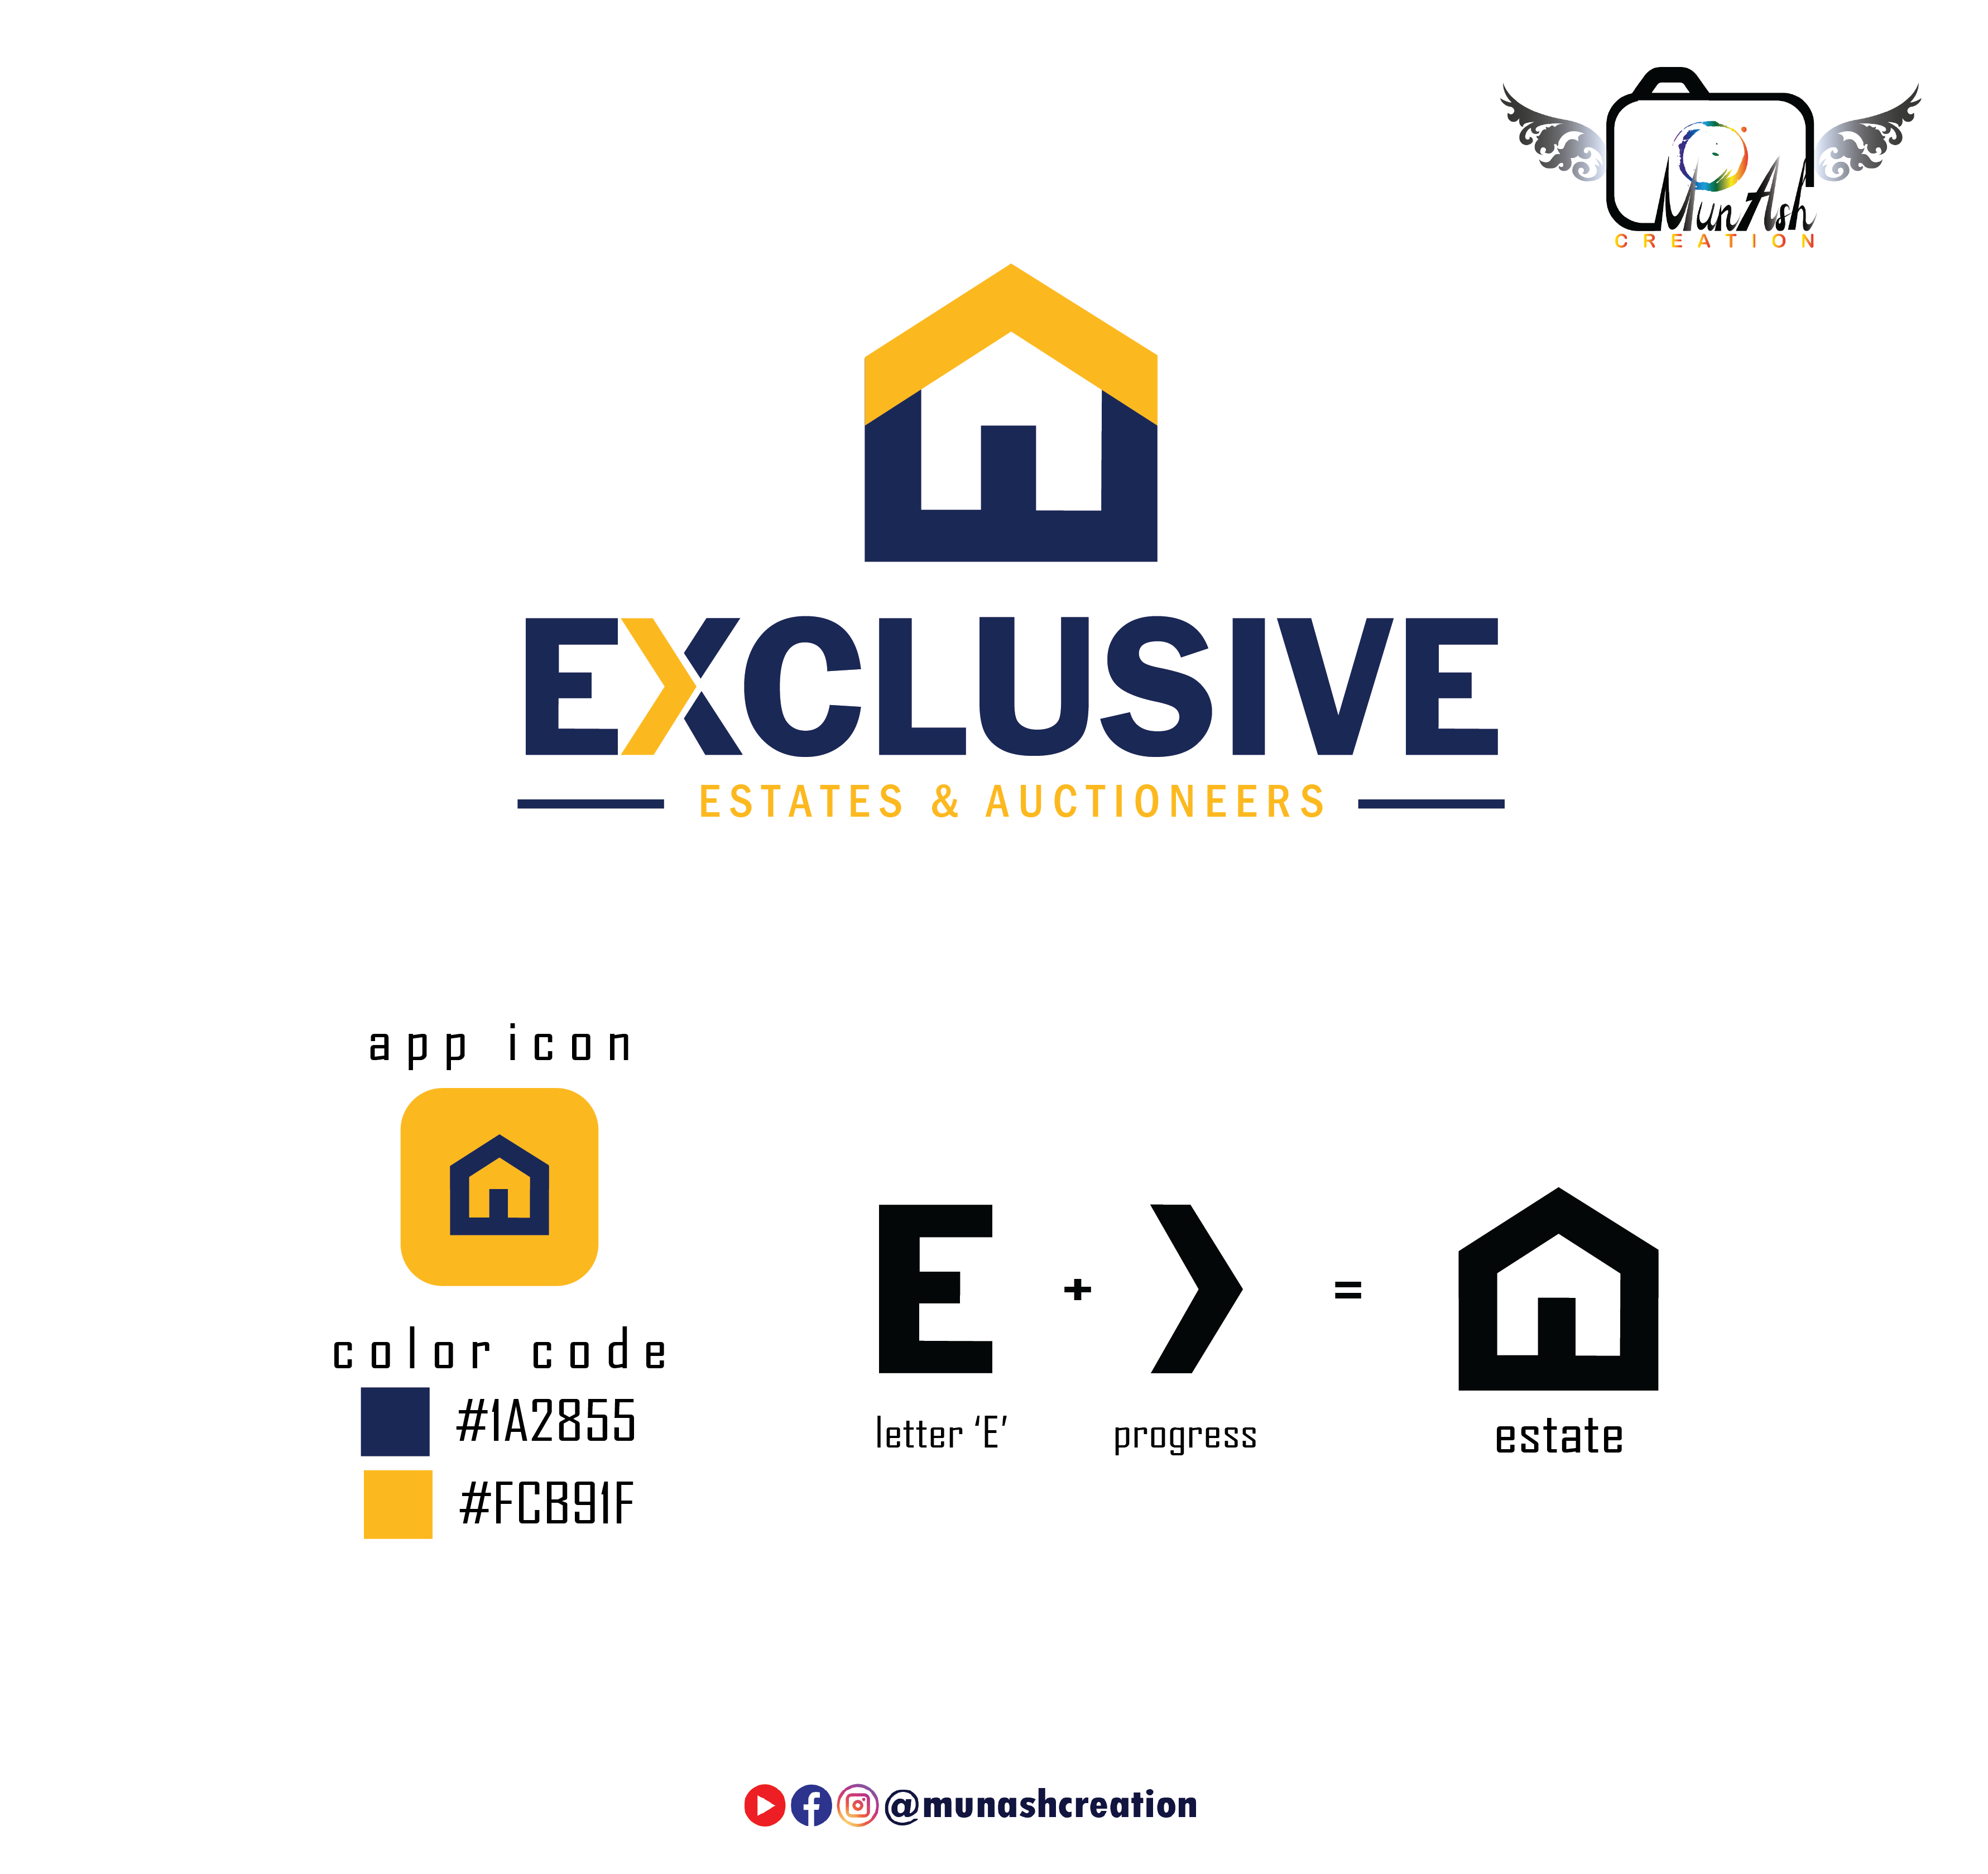 MunAsh
CREATION
EXCLUSIVE
ESTATES & AUCTIONEERS
app icon
color code
#1A2855
#FCB91F
E + = 
letter ‘E’ progress estate
@munashcreation